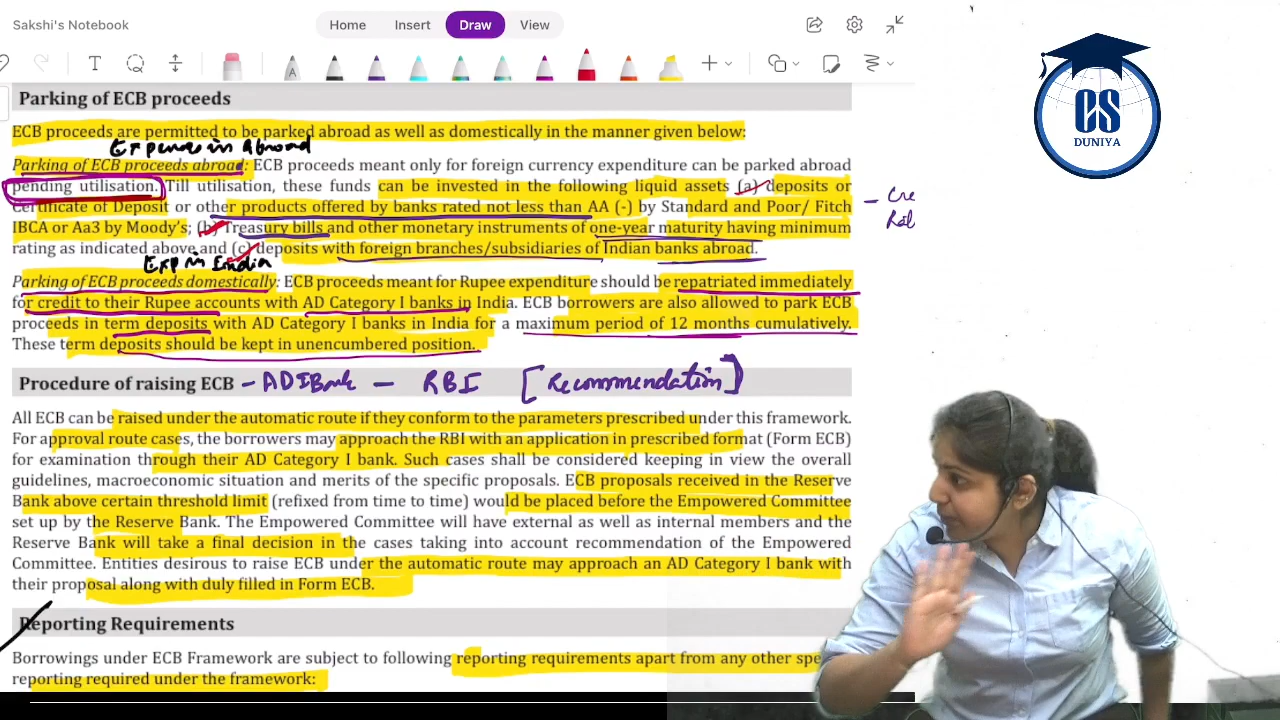 Sakshi's Notebook
Home Insert Draw View
CS
DUNIYA
Parking of ECB proceeds
ECB proceeds are permitted to be parked abroad as well as domestically in the manner given below:
Expense in Abroad
Parking of ECB proceeds abroad: ECB proceeds meant only for foreign currency expenditure can be parked abroad
pending utilisation. Till utilisation, these funds can be invested in the following liquid assets (a) deposits or
Certificate of Deposit or other products offered by banks rated not less than AA (-) by Standard and Poor/ Fitch
IBCA or Aa3 by Moody's; (b) Treasury bills and other monetary instruments of one-year maturity having minimum
rating as indicated above and (c) deposits with foreign branches/subsidiaries of Indian banks abroad.
Exp in India
Parking of ECB proceeds domestically: ECB proceeds meant for Rupee expenditure should be repatriated immediately
for credit to their Rupee accounts with AD Category I banks in India. ECB borrowers are also allowed to park ECB
proceeds in term deposits with AD Category I banks in India for a maximum period of 12 months cumulatively.
These term deposits should be kept in unencumbered position.
Procedure of raising ECB - ADI Bank - RBI [Recommendation]
All ECB can be raised under the automatic route if they conform to the parameters prescribed under this framework.
For approval route cases, the borrowers may approach the RBI with an application in prescribed format (Form ECB)
for examination through their AD Category I bank. Such cases shall be considered keeping in view the overall
guidelines, macroeconomic situation and merits of the specific proposals. ECB proposals received in the Reserve
Bank above certain threshold limit (refixed from time to time) would be placed before the Empowered Committee
set up by the Reserve Bank. The Empowered Committee will have external as well as internal members and the
Reserve Bank will take a final decision in the cases taking into account recommendation of the Empowered
Committee. Entities desirous to raise ECB under the automatic route may approach an AD Category I bank with
their proposal along with duly filled in Form ECB.
Reporting Requirements
Borrowings under ECB Framework are subject to following reporting requirements apart from any other spe
reporting required under the framework: